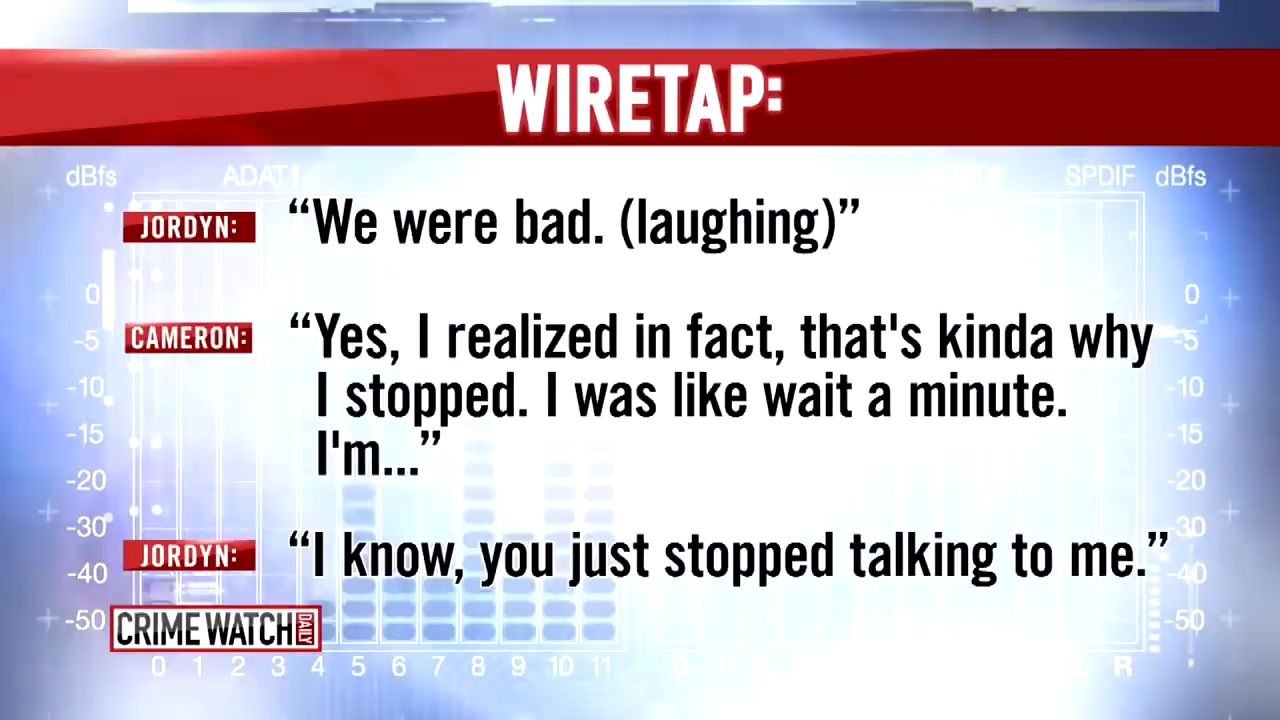 WIRETAP:
dBfs ADAT1 SPDIF dBfs
JORDYN: “We were bad. (laughing)”
0 0
CAMERON: “Yes, I realized in fact, that's kinda why
-5 -5
I stopped. I was like wait a minute.
-10 -10
I'm...”
-15 -15
-20 -20
-30 -30
JORDYN: “I know, you just stopped talking to me.”
-40 -40
-50 -50
CRIME WATCH DAILY
0 1 2 3 4 5 6 7 8 9 10 11 0 R